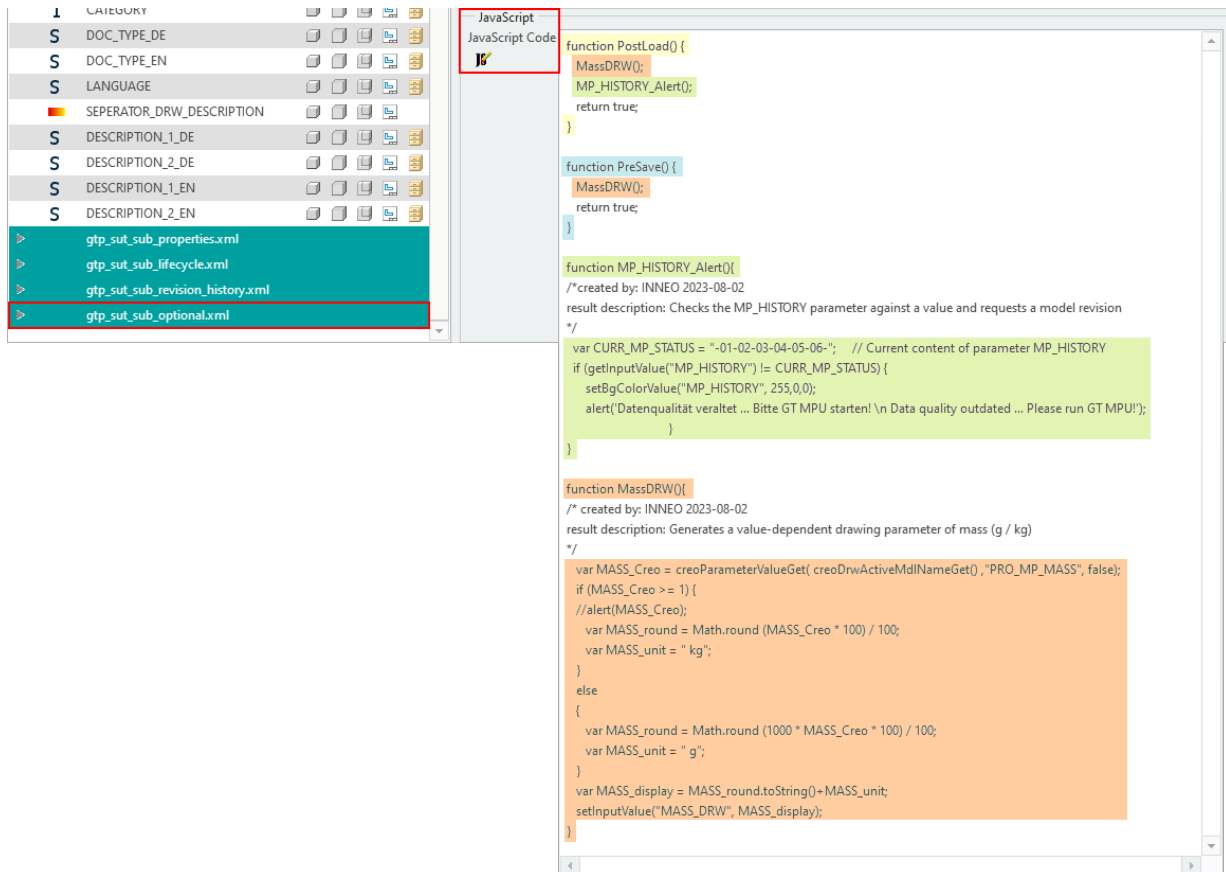 CATEGORY
S DOC_TYPE_DE
S DOC_TYPE_EN
S LANGUAGE
SEPERATOR_DRW_DESCRIPTION
S DESCRIPTION_1_DE
S DESCRIPTION_2_DE
S DESCRIPTION_1_EN
S DESCRIPTION_2_EN
gtp_sut_sub_properties.xml
gtp_sut_sub_lifecycle.xml
gtp_sut_sub_revision_history.xml
gtp_sut_sub_optional.xml
JavaScript
JavaScript Code
function PostLoad() {
MassDRW();
MP_HISTORY_Alert();
return true;
}
function PreSave() {
MassDRW();
return true;
}
function MP_HISTORY_Alert(){
/*created by: INNEO 2023-08-02
result description: Checks the MP_HISTORY parameter against a value and requests a model revision
*/
var CURR_MP_STATUS = "-01-02-03-04-05-06-"; // Current content of parameter MP_HISTORY
if (getInputValue("MP_HISTORY") != CURR_MP_STATUS) {
setBgColorValue("MP_HISTORY", 255,0,0);
alert('Datenqualität veraltet ... Bitte GT MPU starten! \n Data quality outdated ... Please run GT MPU!');
}
}
function MassDRW(){
/* created by: INNEO 2023-08-02
result description: Generates a value-dependent drawing parameter of mass (g / kg)
*/
var MASS_Creo = creoParameterValueGet( creoDrwActiveMdlNameGet() ,"PRO_MP_MASS", false);
if (MASS_Creo >= 1) {
//alert(MASS_Creo);
var MASS_round = Math.round (MASS_Creo * 100) / 100;
var MASS_unit = " kg";
}
else
{
var MASS_round = Math.round (1000 * MASS_Creo * 100) / 100;
var MASS_unit = " g";
}
var MASS_display = MASS_round.toString()+MASS_unit;
setInputValue("MASS_DRW", MASS_display);
}